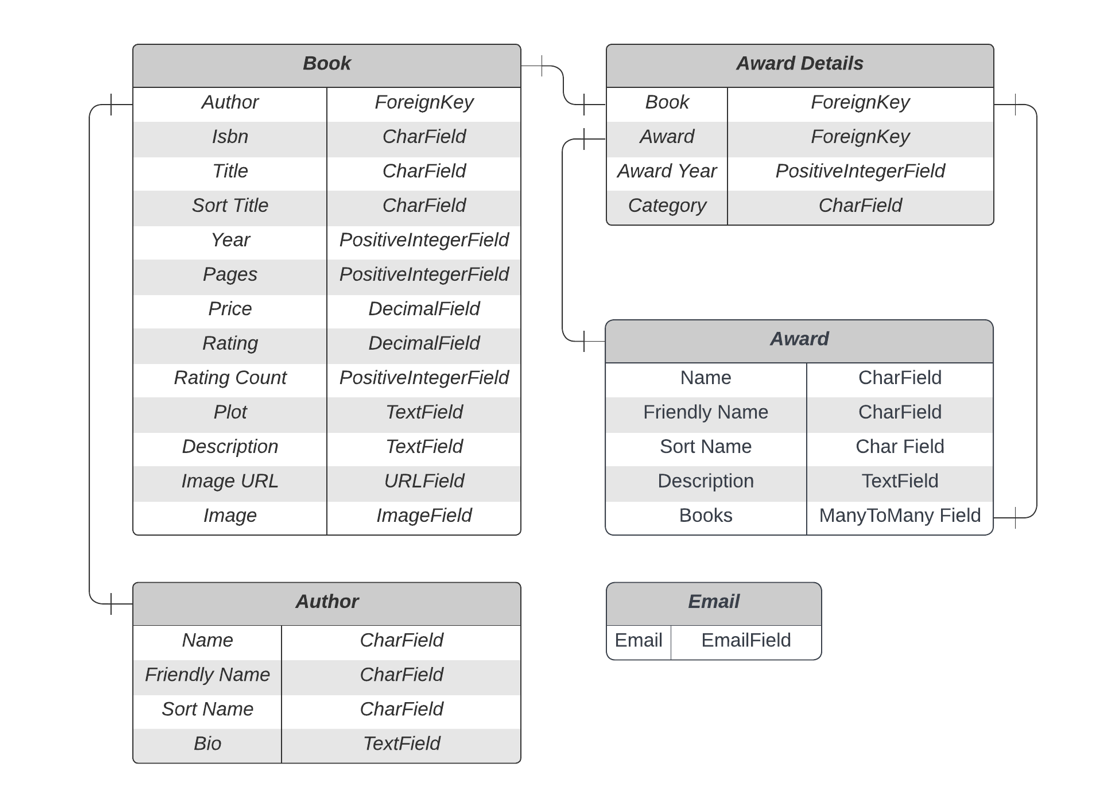 Book
Author ForeignKey
Isbn CharField
Title CharField
Sort Title CharField
Year PositiveIntegerField
Pages PositiveIntegerField
Price DecimalField
Rating DecimalField
Rating Count PositiveIntegerField
Plot TextField
Description TextField
Image URL URLField
Image ImageField
Award Details
Book ForeignKey
Award ForeignKey
Award Year PositiveIntegerField
Category CharField
Award
Name CharField
Friendly Name CharField
Sort Name Char Field
Description TextField
Books ManyToMany Field
Author
Name CharField
Friendly Name CharField
Sort Name CharField
Bio TextField
Email
Email EmailField